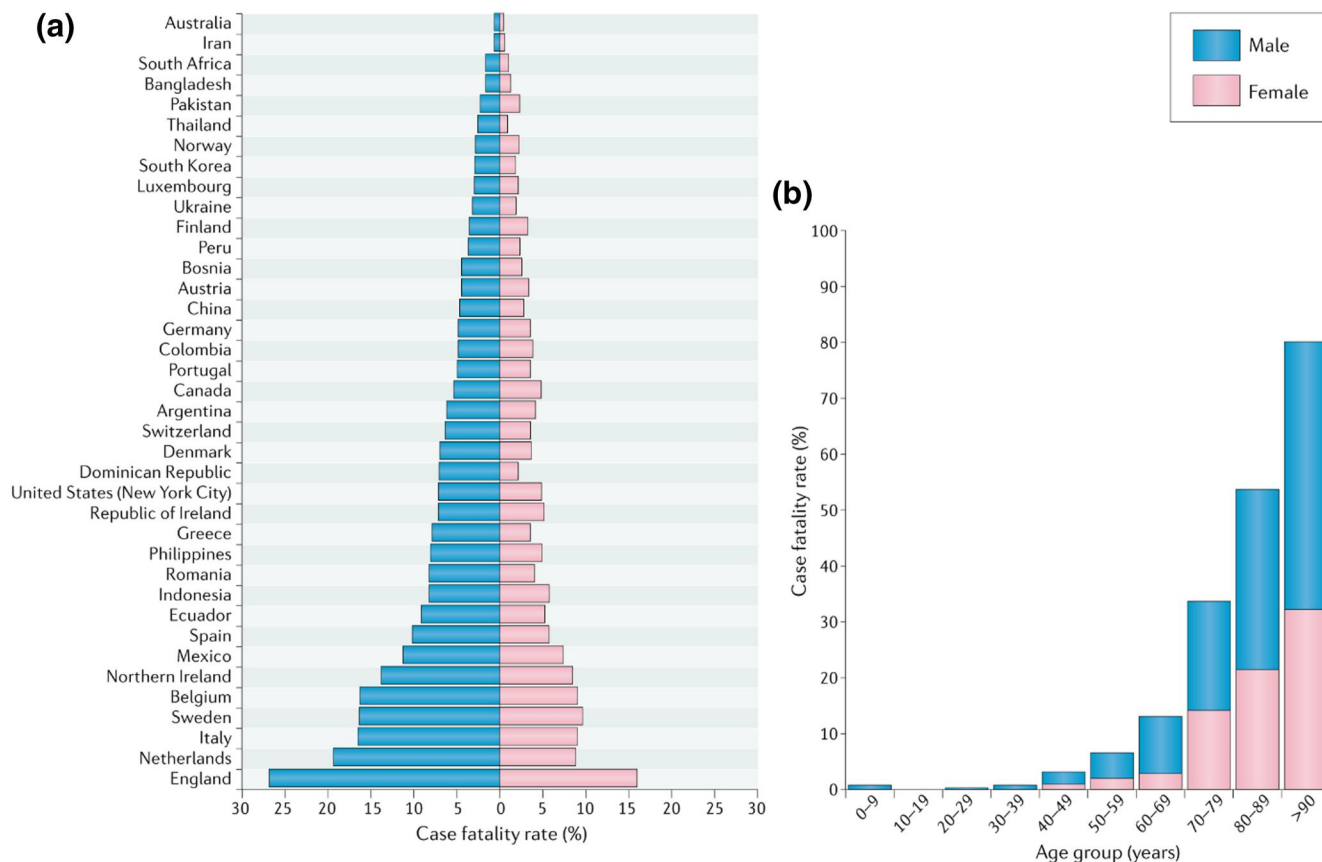 (a)
Australia
Iran
South Africa
Bangladesh
Pakistan
Thailand
Norway
South Korea
Luxembourg
Ukraine
Finland
Peru
Bosnia
Austria
China
Germany
Colombia
Portugal
Canada
Argentina
Switzerland
Denmark
Dominican Republic
United States (New York City)
Republic of Ireland
Greece
Philippines
Romania
Indonesia
Ecuador
Spain
Mexico
Northern Ireland
Belgium
Sweden
Italy
Netherlands
England
30 25 20 15 10 5 0 5 10 15 20 25 30
Case fatality rate (%)
Male
Female
(b)
100
90
80
70
60
50
40
30
20
10
0
Case fatality rate (%)
0–9 10–19 20–29 30–39 40–49 50–59 60–69 70–79 80–89 >90
Age group (years)